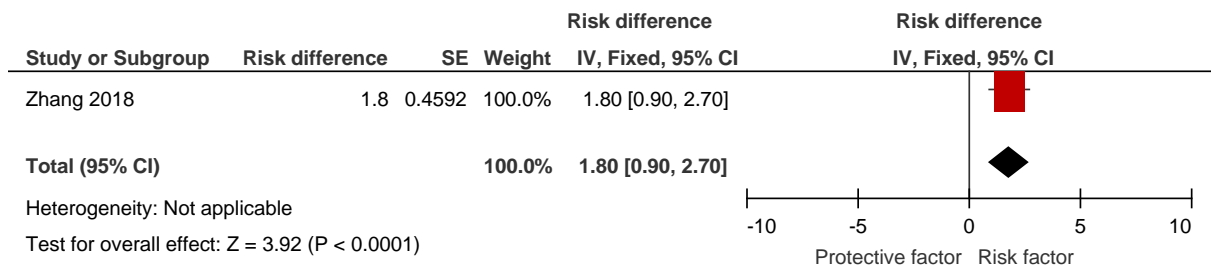 Risk difference Risk difference
Study or Subgroup Risk difference SE Weight IV, Fixed, 95% CI IV, Fixed, 95% CI
Zhang 2018 1.8 0.4592 100.0% 1.80 [0.90, 2.70]
Total (95% CI) 100.0% 1.80 [0.90, 2.70]
Heterogeneity: Not applicable
Test for overall effect: Z = 3.92 (P < 0.0001)
-10 -5 0 5 10
Protective factor Risk factor